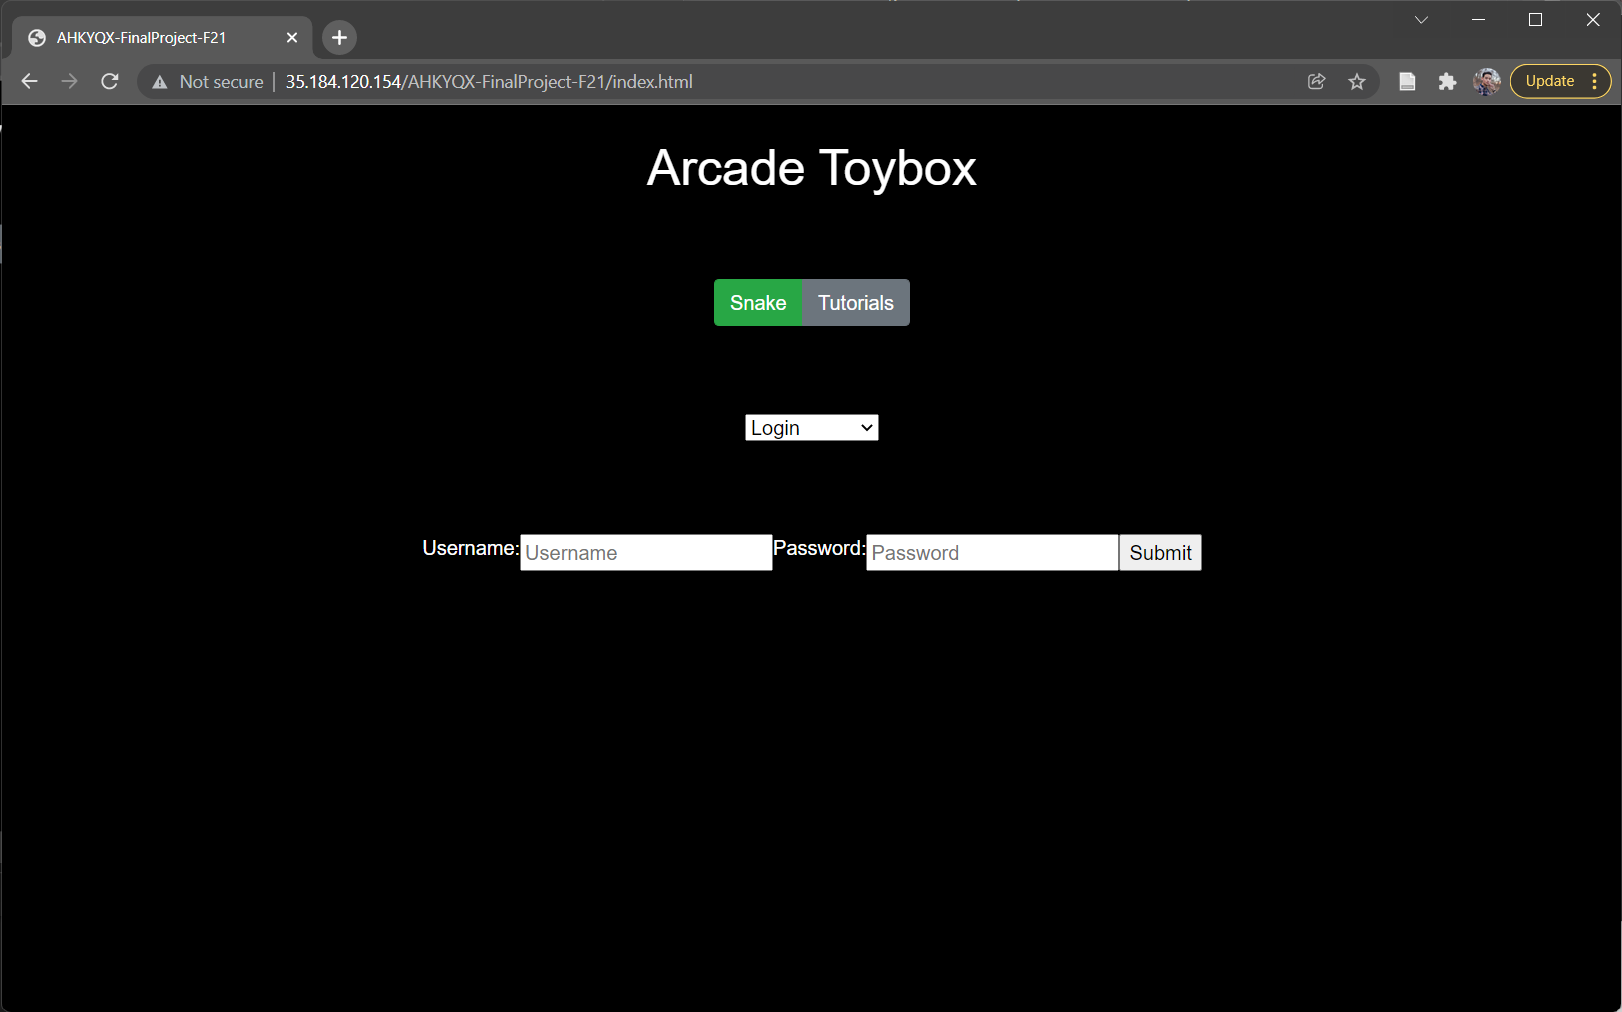 AHKYQX-FinalProject-F21
Not secure | 35.184.120.154/AHKYQX-FinalProject-F21/index.html Update
Arcade Toybox
Snake Tutorials
Login
Username: Username Password: Password Submit